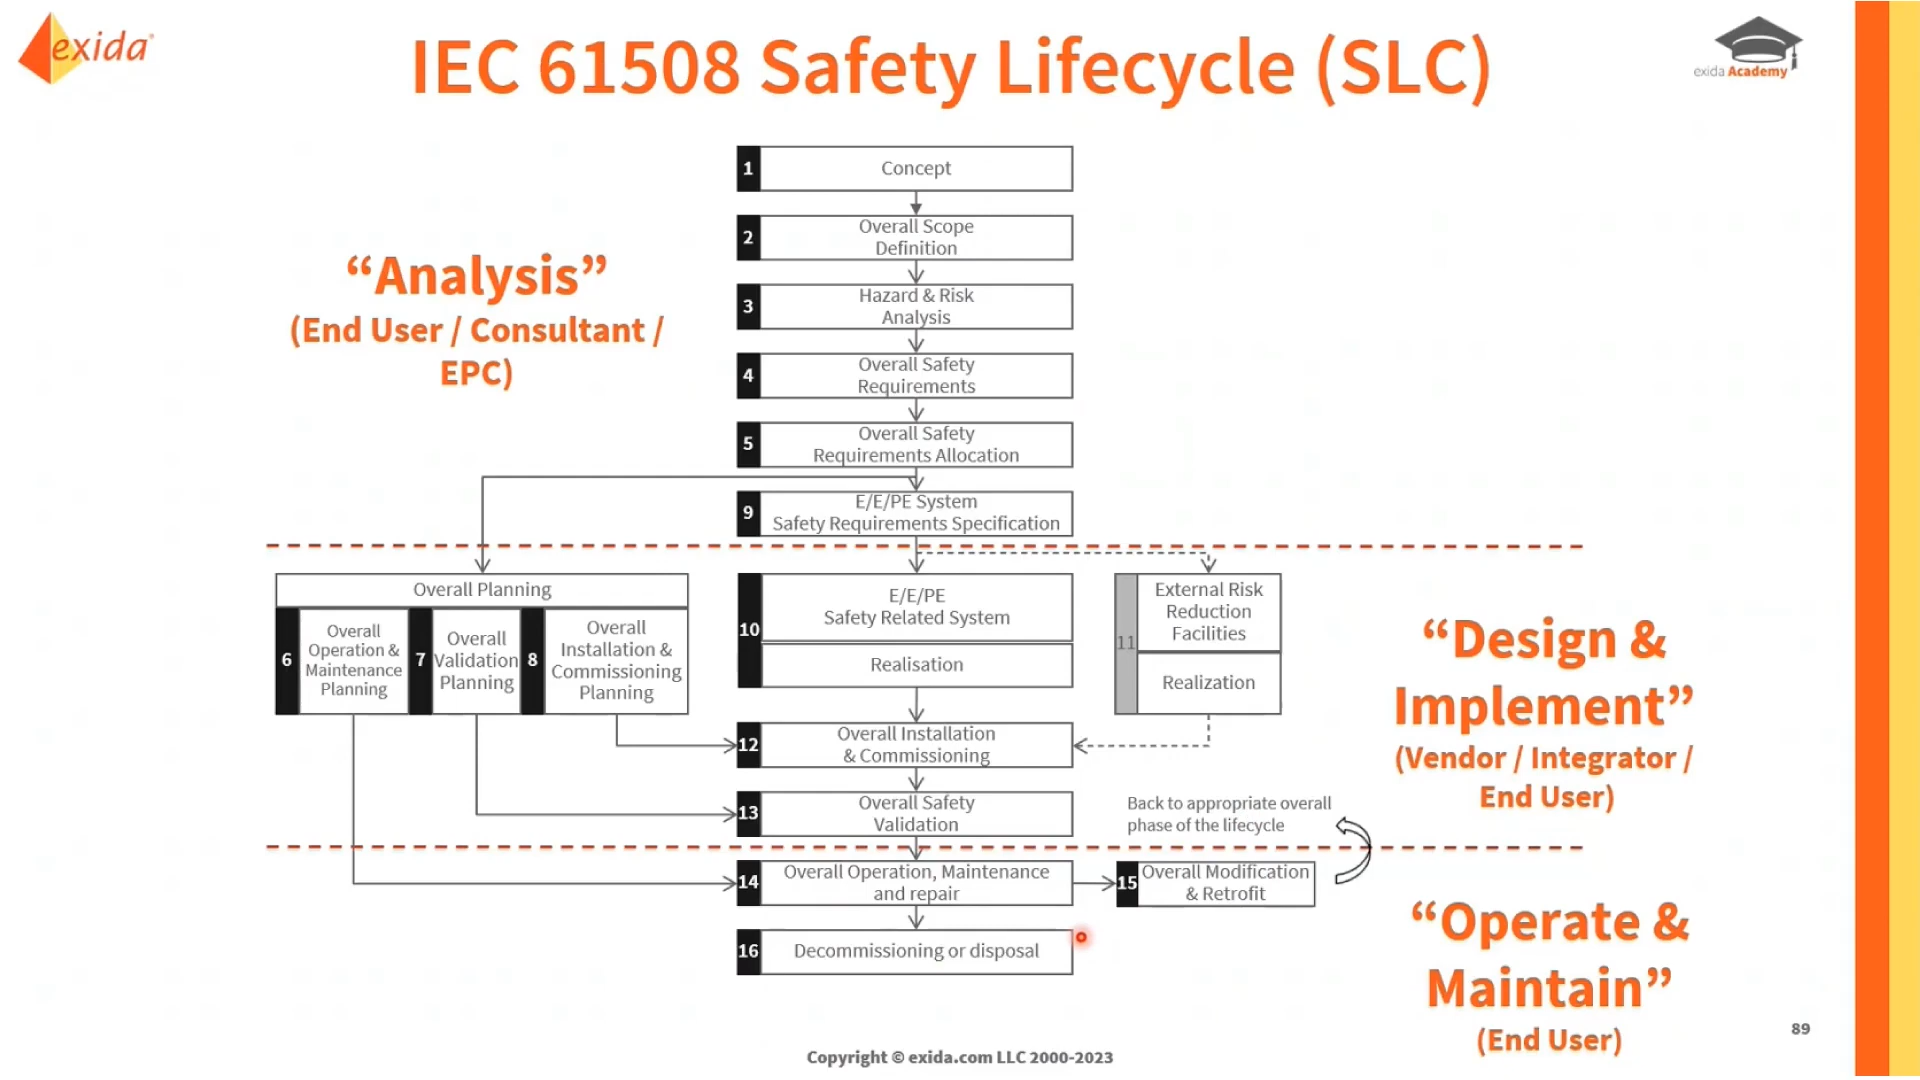 exida
IEC 61508 Safety Lifecycle (SLC)
exida Academy
1
Concept
2
Overall Scope
Definition
3
Hazard & Risk
Analysis
4
Overall Safety
Requirements
5
Overall Safety
Requirements Allocation
9
E/E/PE System
Safety Requirements Specification
“Analysis”
(End User / Consultant /
EPC)
Overall Planning
6
Overall
Operation &
Maintenance
Planning
7
Overall
Validation
Planning
8
Overall
Installation &
Commissioning
Planning
10
E/E/PE
Safety Related System
Realisation
11
External Risk
Reduction
Facilities
Realization
“Design &
Implement”
(Vendor / Integrator /
End User)
12
Overall Installation
& Commissioning
13
Overall Safety
Validation
Back to appropriate overall
phase of the lifecycle
14
Overall Operation, Maintenance
and repair
15
Overall Modification
& Retrofit
16
Decommissioning or disposal
“Operate &
Maintain”
(End User)
89
Copyright © exida.com LLC 2000-2023